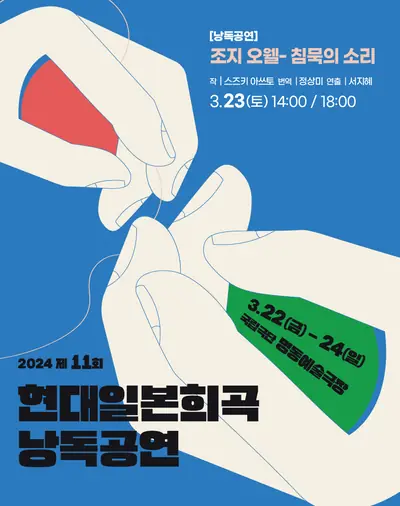 [낭독공연]
조지 오웰- 침묵의 소리
작 | 스즈키 아쓰토 번역 | 정상미 연출 | 서지혜
3.23(토) 14:00 / 18:00
3.22(금) - 24(일)
국립극단 명동예술극장
2024 제 11회
현대일본희곡
낭독공연